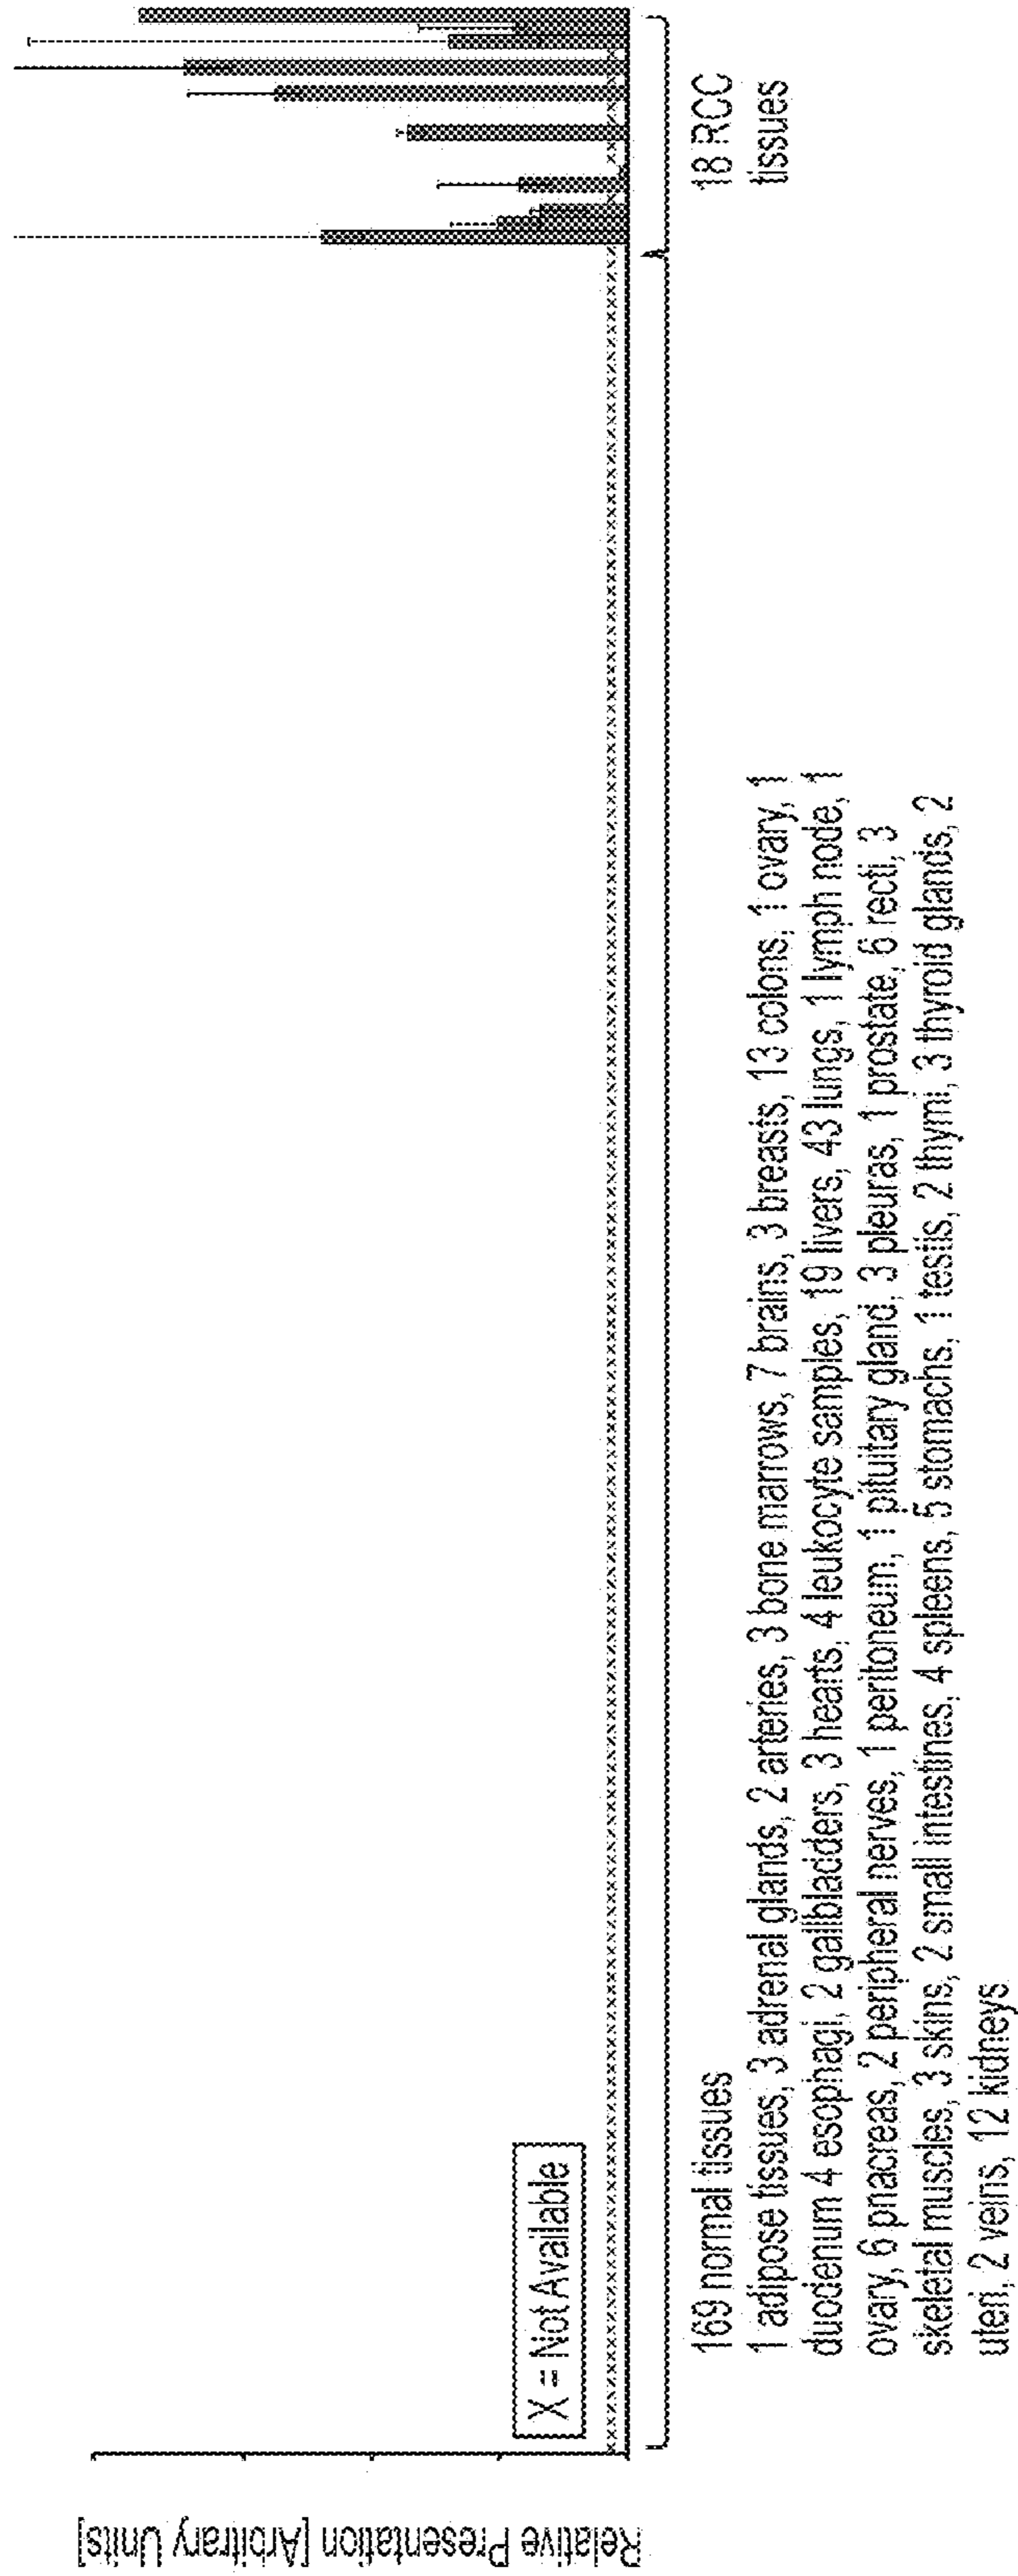 Relative Presentation [Arbitrary Units]
X = Not Available
169 normal tissues
1 adipose tissues, 3 adrenal glands, 2 arteries, 3 bone marrows, 7 brains, 3 breasts, 13 colons, 1 ovary, 1
duodenum 4 esophagi, 2 gallbladders, 3 hearts, 4 leukocyte samples, 19 livers, 43 lungs, 1 lymph node, 1
ovary, 6 pnacreas, 2 peripheral nerves, 1 peritoneum, 1 pituitary gland, 3 pleuras, 1 prostate, 6 recti, 3
skeletal muscles, 3 skins, 2 small intestines, 4 spleens, 5 stomachs, 1 testis, 2 thymi, 3 thyroid glands, 2
uteri, 2 veins, 12 kidneys
18 RCC
tissues